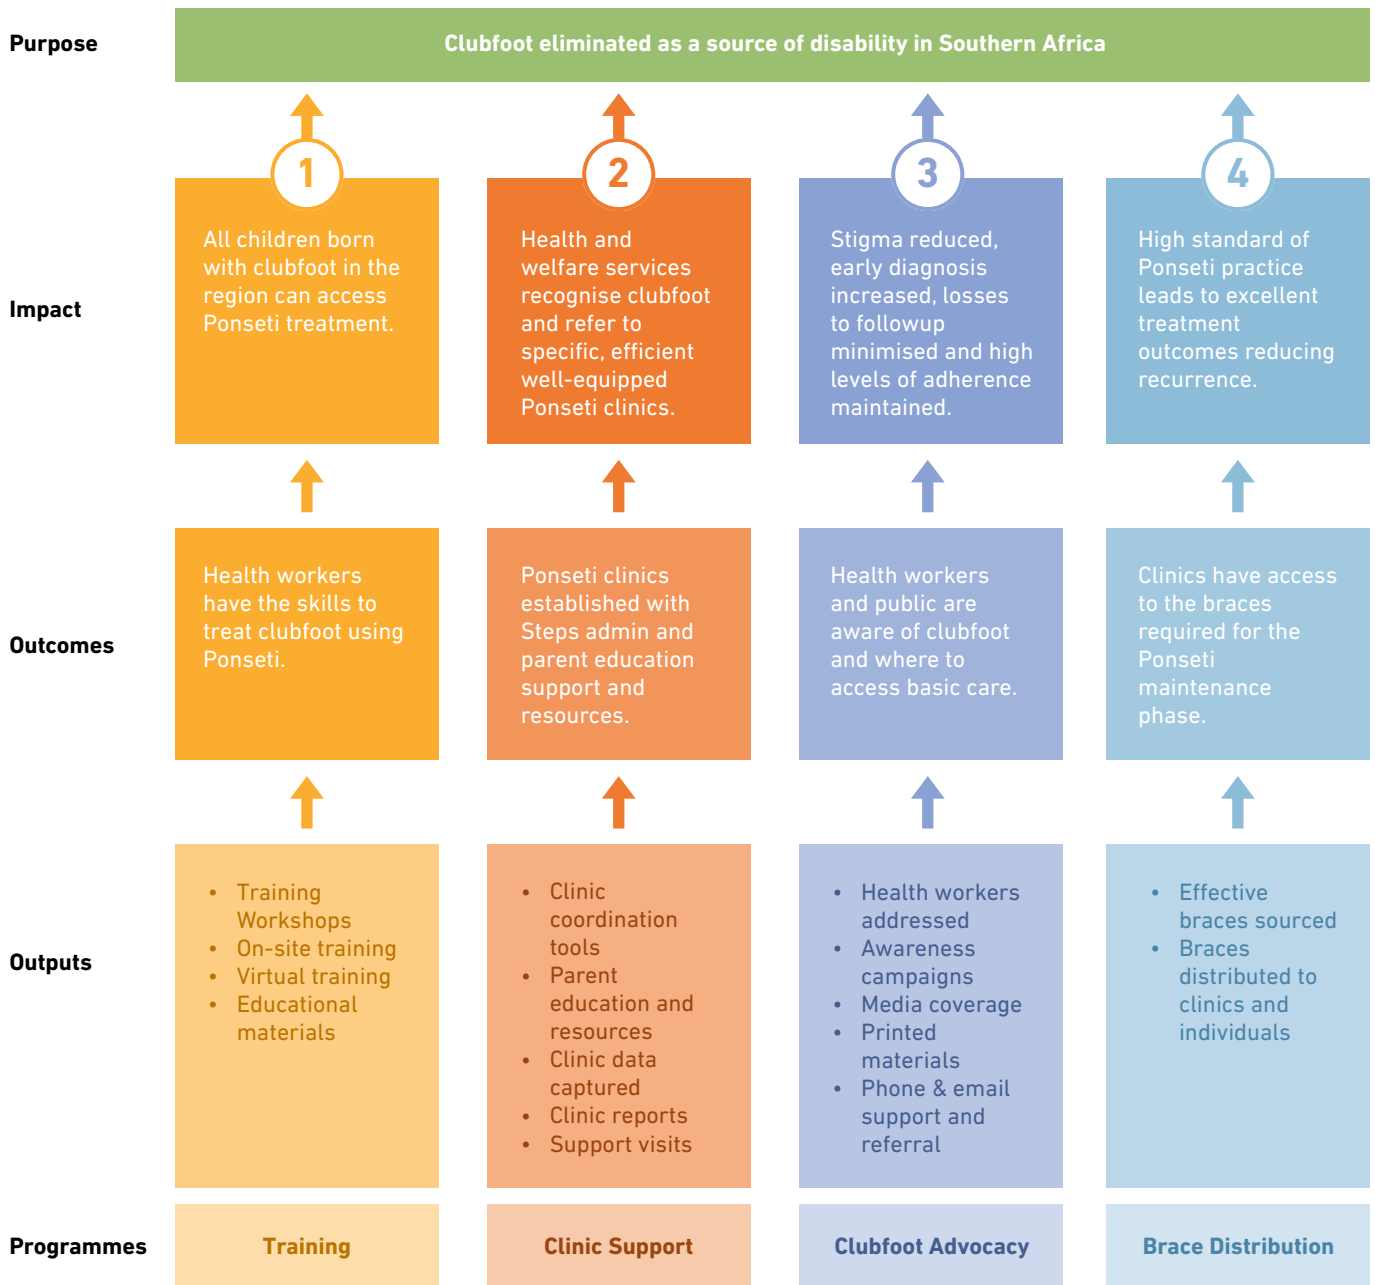 Purpose
Clubfoot eliminated as a source of disability in Southern Africa
Impact
1
All children born
with clubfoot in the
region can access
Ponseti treatment.
2
Health and
welfare services
recognise clubfoot
and refer to
specific, efficient
well-equipped
Ponseti clinics.
3
Stigma reduced,
early diagnosis
increased, losses
to followup
minimised and high
levels of adherence
maintained.
4
High standard of
Ponseti practice
leads to excellent
treatment
outcomes reducing
recurrence.
Outcomes
Health workers
have the skills to
treat clubfoot using
Ponseti.
Ponseti clinics
established with
Steps admin and
parent education
support and
resources.
Health workers
and public are
aware of clubfoot
and where to
access basic care.
Clinics have access
to the braces
required for the
Ponseti
maintenance
phase.
Outputs
• Training
Workshops
• On-site training
• Virtual training
• Educational
materials
• Clinic
coordination
tools
• Parent
education and
resources
• Clinic data
captured
• Clinic reports
• Support visits
• Health workers
addressed
• Awareness
campaigns
• Media coverage
• Printed
materials
• Phone & email
support and
referral
• Effective
braces sourced
• Braces
distributed to
clinics and
individuals
Programmes
Training
Clinic Support
Clubfoot Advocacy
Brace Distribution